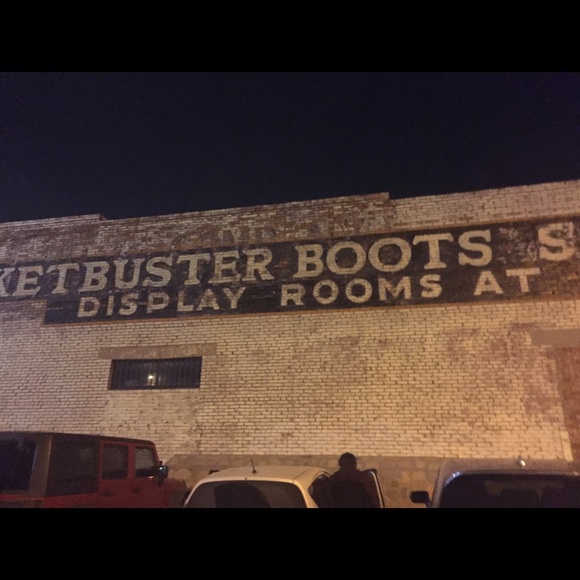 KETBUSTER BOOTS S
DISPLAY ROOMS AT